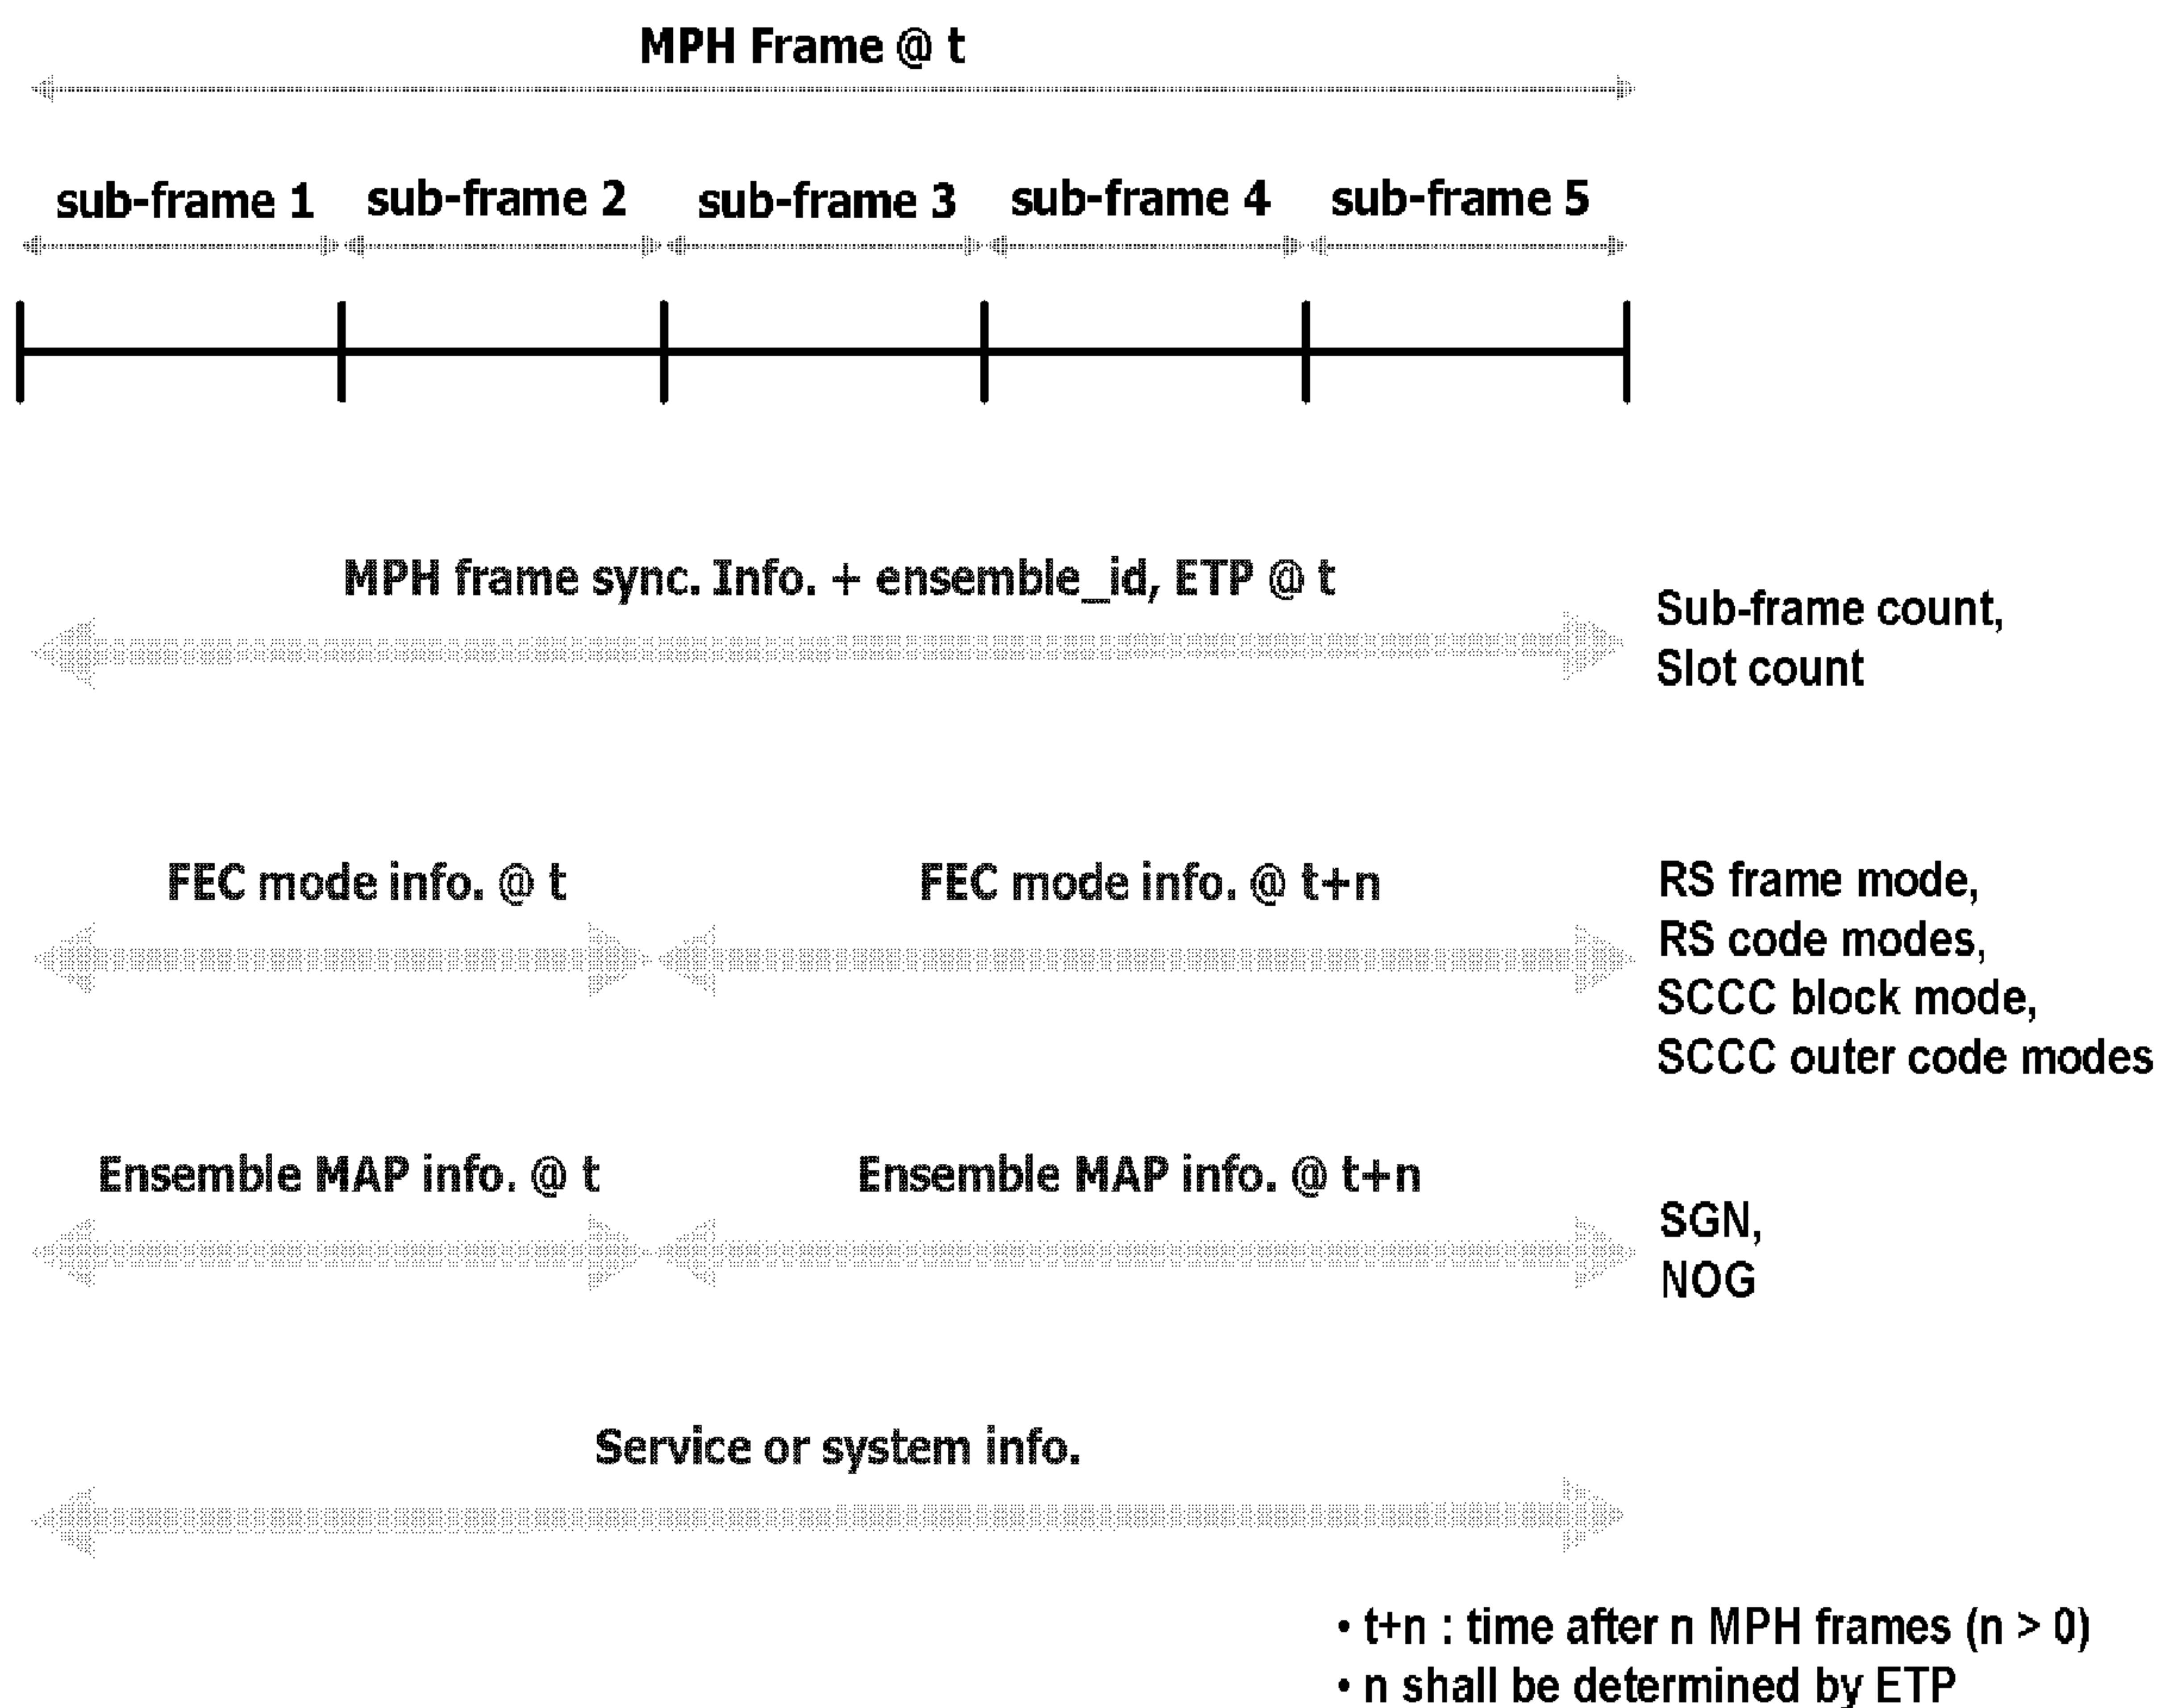 MPH Frame @ t
sub-frame 1 sub-frame 2 sub-frame 3 sub-frame 4 sub-frame 5
MPH frame sync. Info. + ensemble_id, ETP @ t
Sub-frame count,
Slot count
FEC mode info. @ t FEC mode info. @ t+n
RS frame mode,
RS code modes,
SCCC block mode,
SCCC outer code modes
Ensemble MAP info. @ t Ensemble MAP info. @ t+n
SGN,
NOG
Service or system info.
• t+n : time after n MPH frames (n > 0)
• n shall be determined by ETP